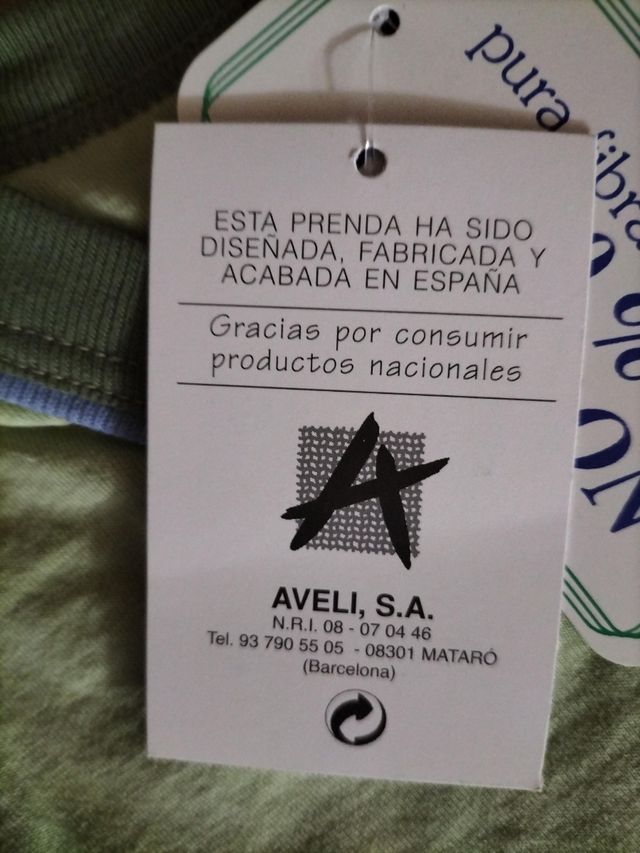 ESTA PRENDA HA SIDO
DISEÑADA, FABRICADA Y
ACABADA EN ESPAÑA
Gracias por consumir
productos nacionales
AVELI, S.A.
N.R.I. 08 - 07 04 46
Tel. 93 790 55 05 - 08301 MATARÓ
(Barcelona)
pura fibra